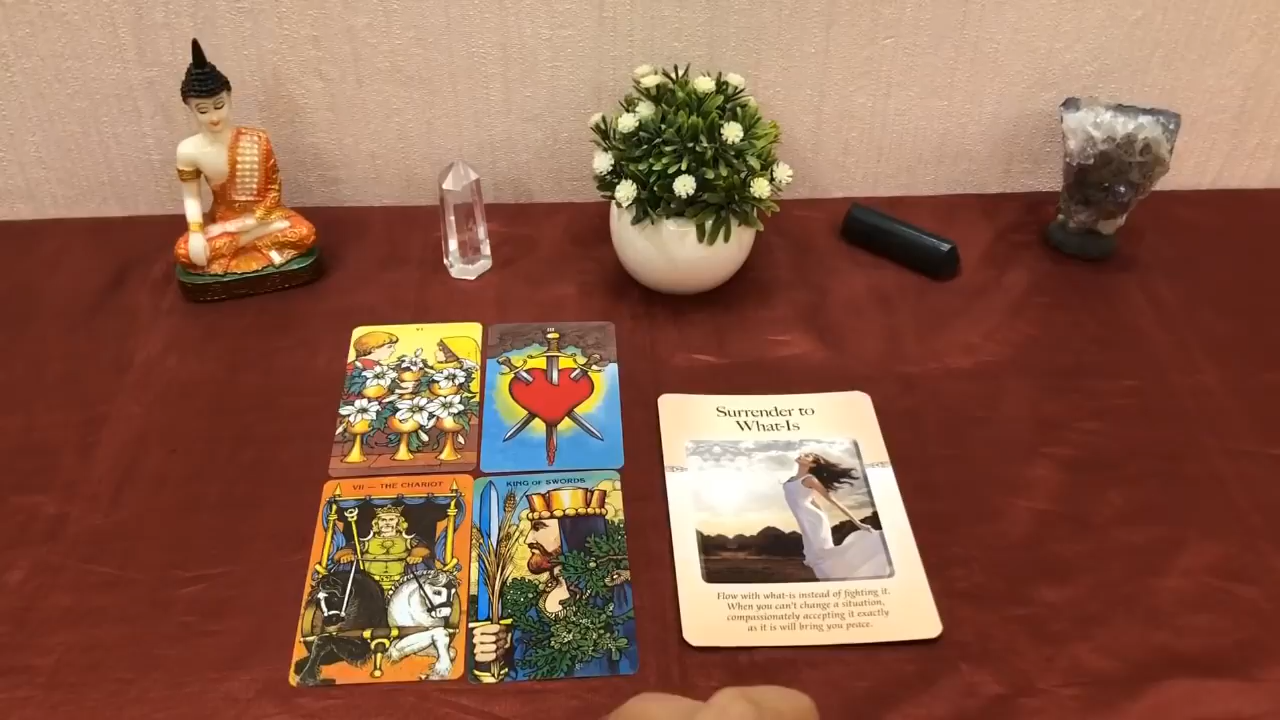 VI
III
VII — THE CHARIOT
KING OF SWORDS
Surrender to
What-Is
Flow with what-is instead of fighting it.
When you can't change a situation,
compassionately accepting it exactly
as it is will bring you peace.